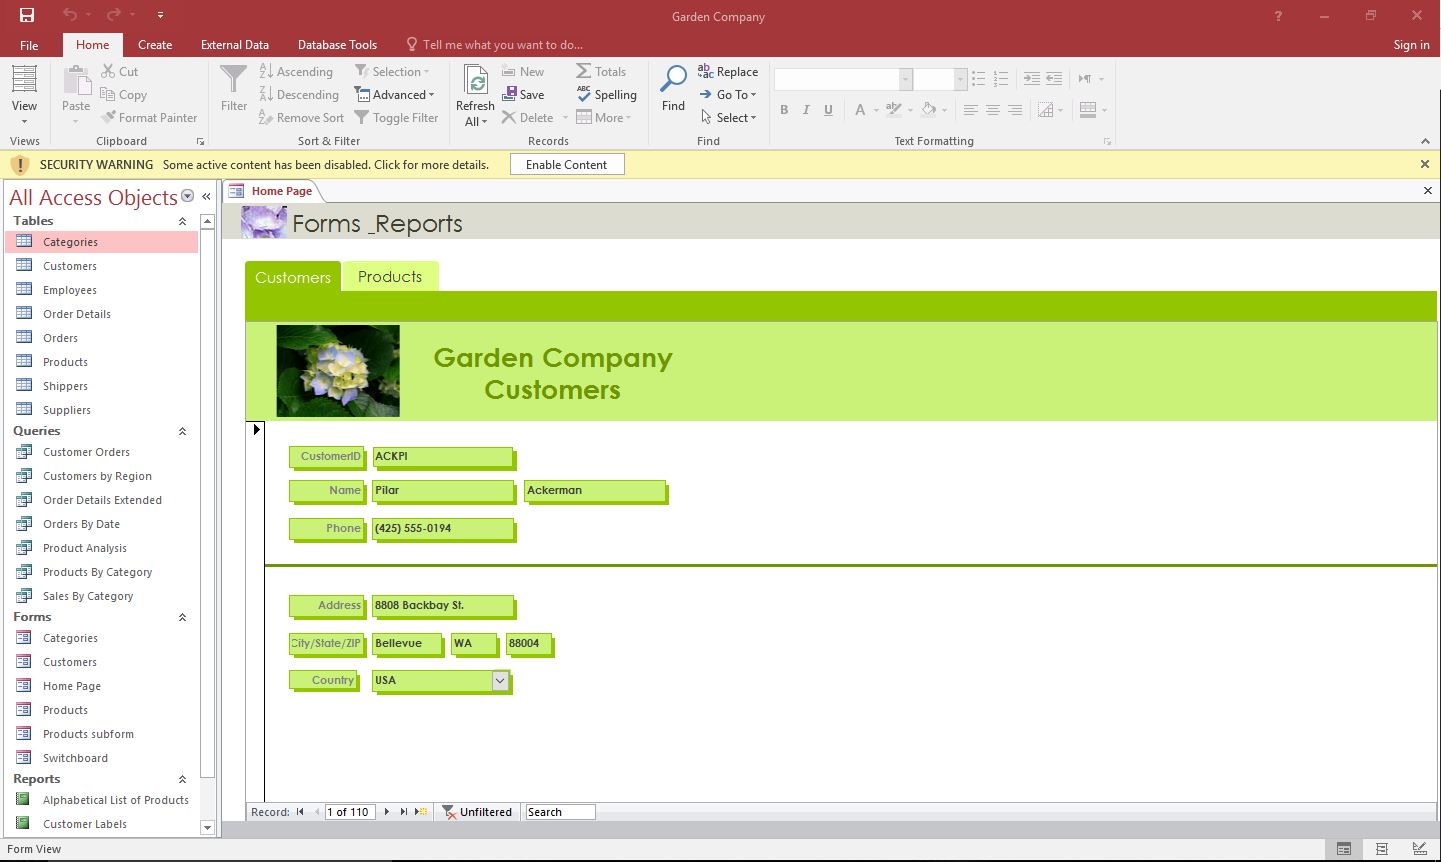 Garden Company
?
File Home Create External Data Database Tools Tell me what you want to do... Sign in
View
Views
Paste
Cut
Copy
Format Painter
Clipboard
Filter
Ascending
Descending
Remove Sort
Selection
Advanced
Toggle Filter
Sort & Filter
Refresh
All
New
Save
Delete
Totals
Spelling
More
Records
Find
Replace
Go To
Select
Find
B I U A
Text Formatting
SECURITY WARNING Some active content has been disabled. Click for more details. Enable Content
All Access Objects
Tables
Categories
Customers
Employees
Order Details
Orders
Products
Shippers
Suppliers
Queries
Customer Orders
Customers by Region
Order Details Extended
Orders By Date
Product Analysis
Products By Category
Sales By Category
Forms
Categories
Customers
Home Page
Products
Products subform
Switchboard
Reports
Alphabetical List of Products
Customer Labels
Home Page
Forms _Reports
Customers Products
Garden Company
Customers
CustomerID ACKPI
Name Pilar Ackerman
Phone (425) 555-0194
Address 8808 Backbay St.
City/State/ZIP Bellevue WA 88004
Country USA
Record: 1 of 110 Unfiltered Search
Form View